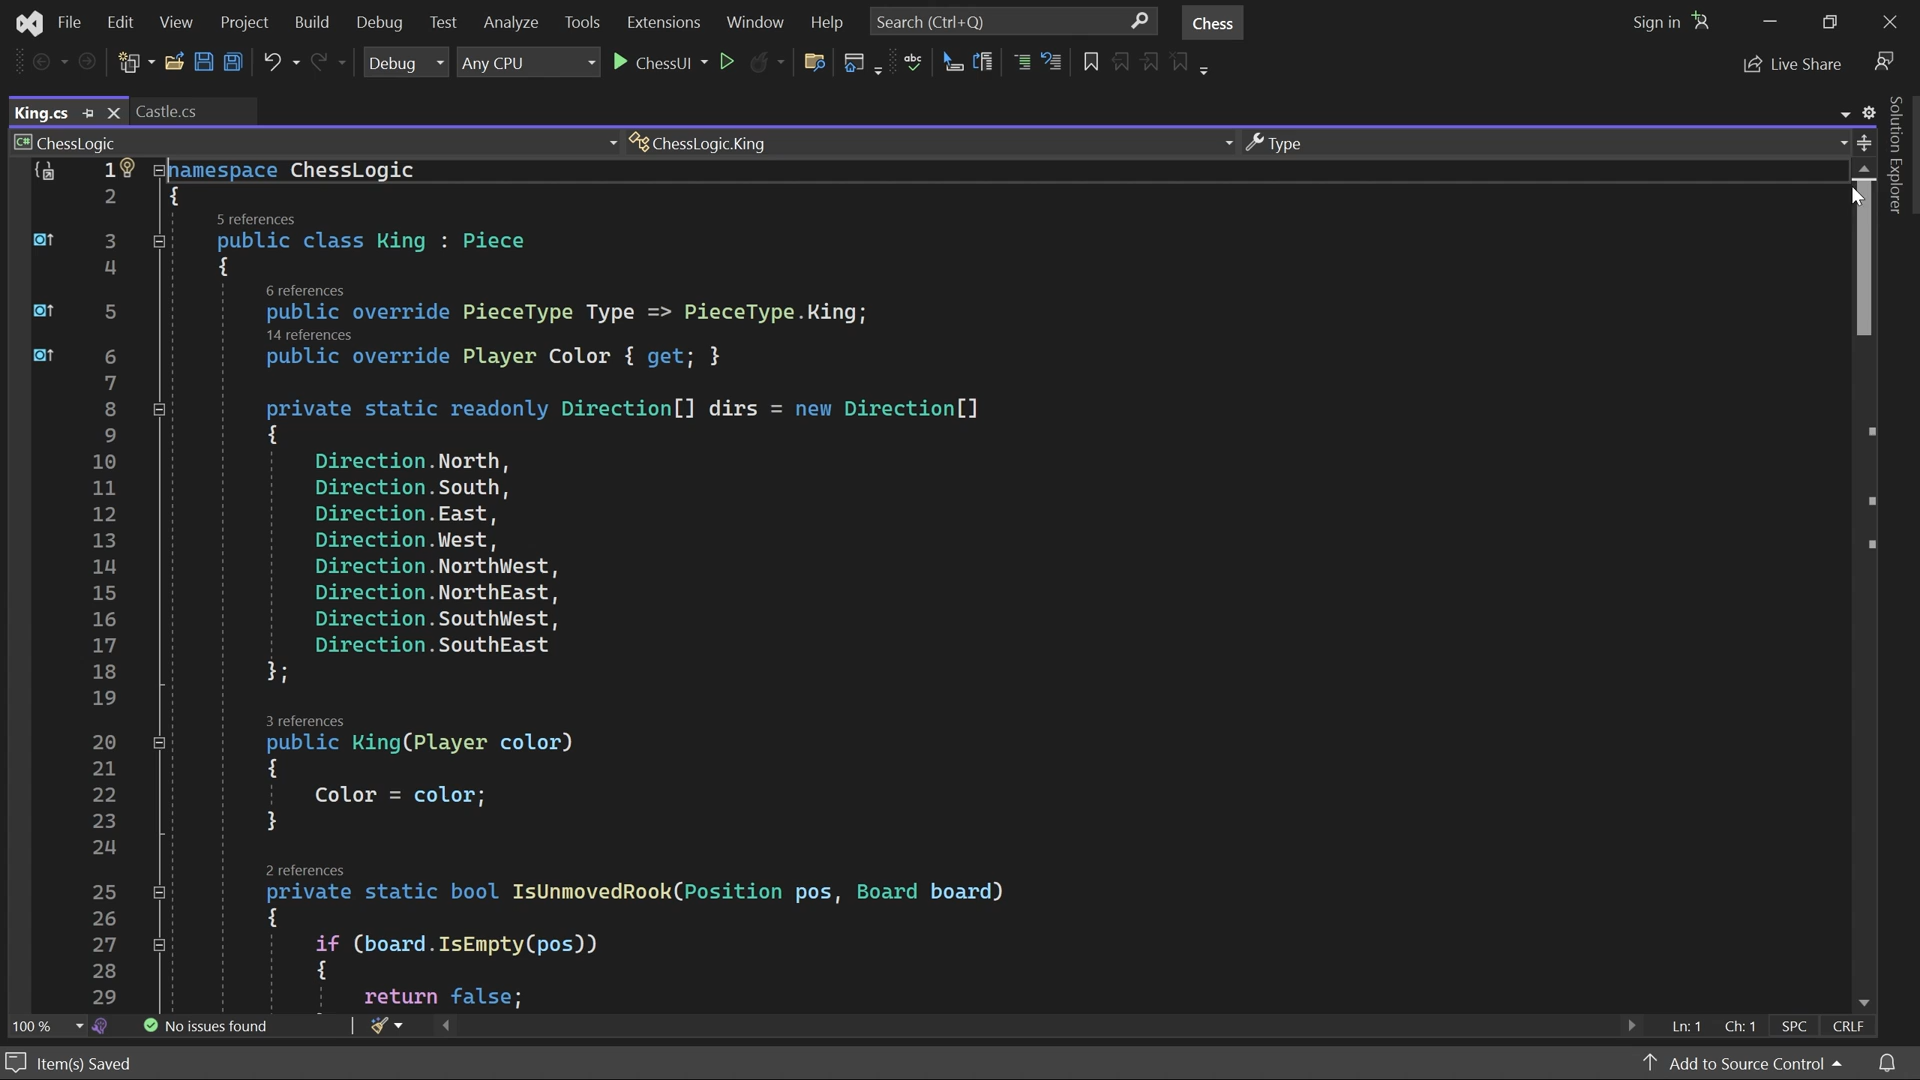 File Edit View Project Build Debug Test Analyze Tools Extensions Window Help Search (Ctrl+Q) Chess Sign in
Debug Any CPU ChessUI abc Live Share
King.cs Castle.cs
C# ChessLogic ChessLogic.King Type
Solution Explorer
1 namespace ChessLogic
2 {
5 references
3 public class King : Piece
4 {
6 references
5 public override PieceType Type => PieceType.King;
14 references
6 public override Player Color { get; }
7
8 private static readonly Direction[] dirs = new Direction[]
9 {
10 Direction.North,
11 Direction.South,
12 Direction.East,
13 Direction.West,
14 Direction.NorthWest,
15 Direction.NorthEast,
16 Direction.SouthWest,
17 Direction.SouthEast
18 };
19
3 references
20 public King(Player color)
21 {
22 Color = color;
23 }
24
2 references
25 private static bool IsUnmovedRook(Position pos, Board board)
26 {
27 if (board.IsEmpty(pos))
28 {
29 return false;
100 % No issues found Ln: 1 Ch: 1 SPC CRLF
Item(s) Saved Add to Source Control